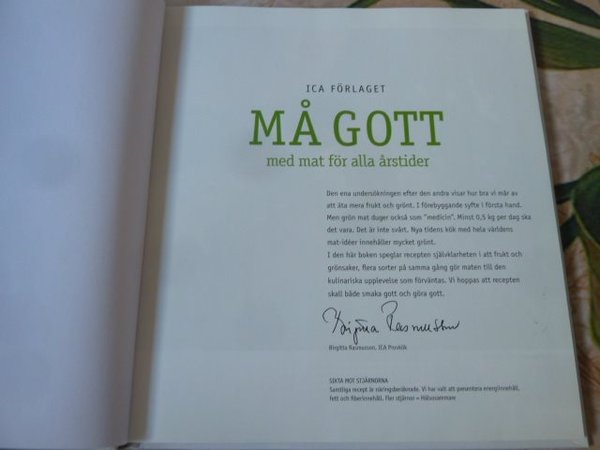 ICA FÖRLAGET
MÅ GOTT
med mat för alla årstider
Den ena undersökningen efter den andra visar hur bra vi mår av
att äta mera frukt och grönt. I förebyggande syfte i första hand.
Men grön mat duger också som "medicin". Minst 0,5 kg per dag ska
det vara. Det är inte svårt. Nya tidens kök med hela världens
mat-idéer innehåller mycket grönt.
I den här boken speglar recepten självklarheten i att frukt och
grönsaker, flera sorter på samma gång gör maten till den
kulinariska upplevelse som förväntas. Vi hoppas att recepten
skall både smaka gott och göra gott.
Birgitta Rasmusson
Birgitta Rasmusson, ICA Provkök
SIKTA MOT STJÄRNORNA
Samtliga recept är näringsberäknade. Vi har valt att presentera energiinnehåll,
fett och fiberinnehåll. Fler stjärnor = Hälsosammare